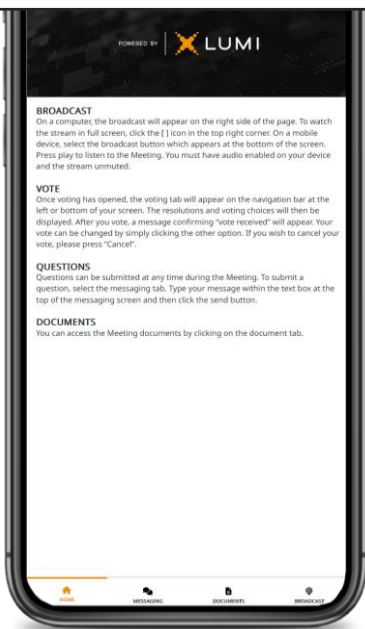 POWERED BY LUMI
BROADCAST
On a computer, the broadcast will appear on the right side of the page. To watch
the stream in full screen, click the [ ] icon in the top right corner. On a mobile
device, select the broadcast button which appears at the bottom of the screen.
Press play to listen to the Meeting. You must have audio enabled on your device
and the stream unmuted.
VOTE
Once voting has opened, the voting tab will appear on the navigation bar at the
left or bottom of your screen. The resolutions and voting choices will then be
displayed. After you vote, a message confirming "vote received" will appear. Your
vote can be changed by simply clicking the other option. If you wish to cancel your
vote, please press "Cancel".
QUESTIONS
Questions can be submitted at any time during the Meeting. To submit a
question, select the messaging tab. Type your message within the text box at the
top of the messaging screen and then click the send button.
DOCUMENTS
You can access the Meeting documents by clicking on the document tab.
HOME MESSAGING DOCUMENTS BROADCAST